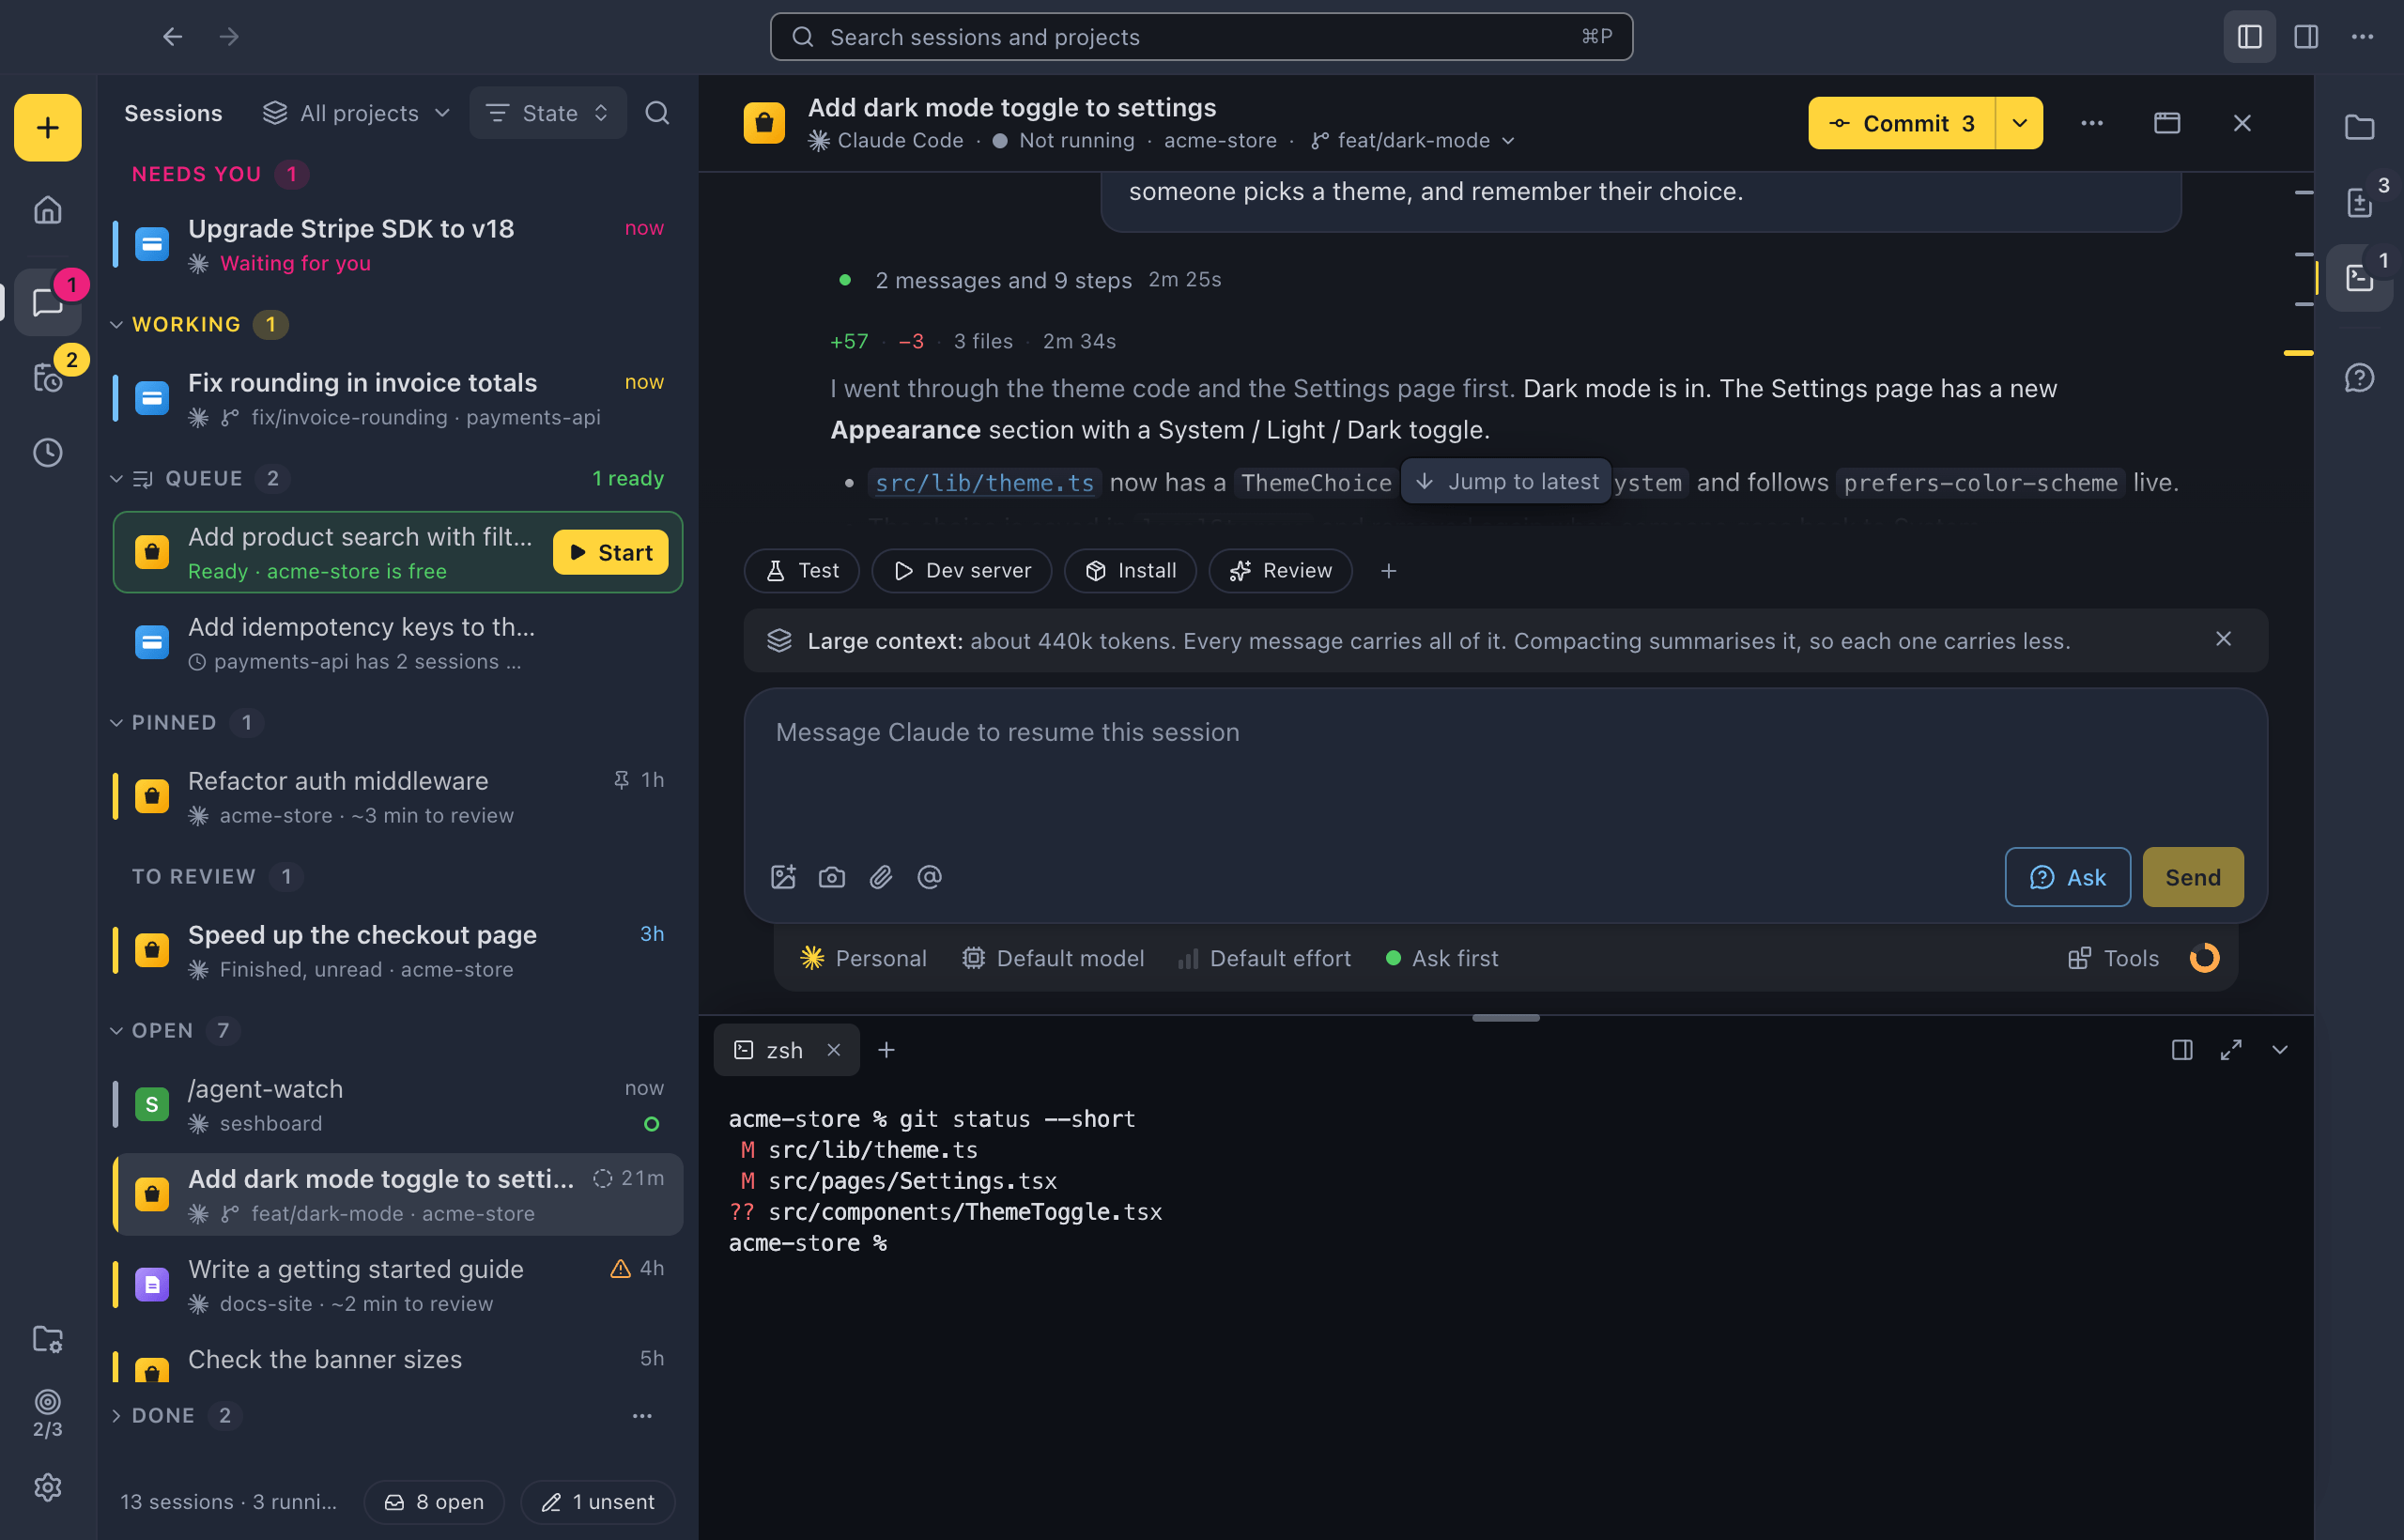 Search sessions and projects
⌘P
Sessions
All projects
State
NEEDS YOU 1
Upgrade Stripe SDK to v18
now
Waiting for you
1
WORKING 1
2
Fix rounding in invoice totals
now
fix/invoice-rounding · payments-api
QUEUE 2
1 ready
Add product search with filt...
Ready · acme-store is free
Start
Add idempotency keys to th...
payments-api has 2 sessions ...
PINNED 1
Refactor auth middleware
1h
acme-store · ~3 min to review
TO REVIEW 1
Speed up the checkout page
3h
Finished, unread · acme-store
OPEN 7
S
/agent-watch
now
seshboard
Add dark mode toggle to setti...
21m
feat/dark-mode · acme-store
Write a getting started guide
4h
docs-site · ~2 min to review
Check the banner sizes
5h
DONE 2
2/3
13 sessions · 3 runni...
8 open
1 unsent
Add dark mode toggle to settings
Claude Code · Not running · acme-store · feat/dark-mode
Commit 3
someone picks a theme, and remember their choice.
2 messages and 9 steps 2m 25s
+57 · −3 · 3 files · 2m 34s
I went through the theme code and the Settings page first. Dark mode is in. The Settings page has a new
Appearance section with a System / Light / Dark toggle.
• src/lib/theme.ts now has a ThemeChoice
Jump to latest
ystem and follows prefers-color-scheme live.
Test
Dev server
Install
Review
Large context: about 440k tokens. Every message carries all of it. Compacting summarises it, so each one carries less.
Message Claude to resume this session
Ask
Send
Personal
Default model
Default effort
Ask first
Tools
3
1
zsh
acme-store % git status --short
M src/lib/theme.ts
M src/pages/Settings.tsx
?? src/components/ThemeToggle.tsx
acme-store %